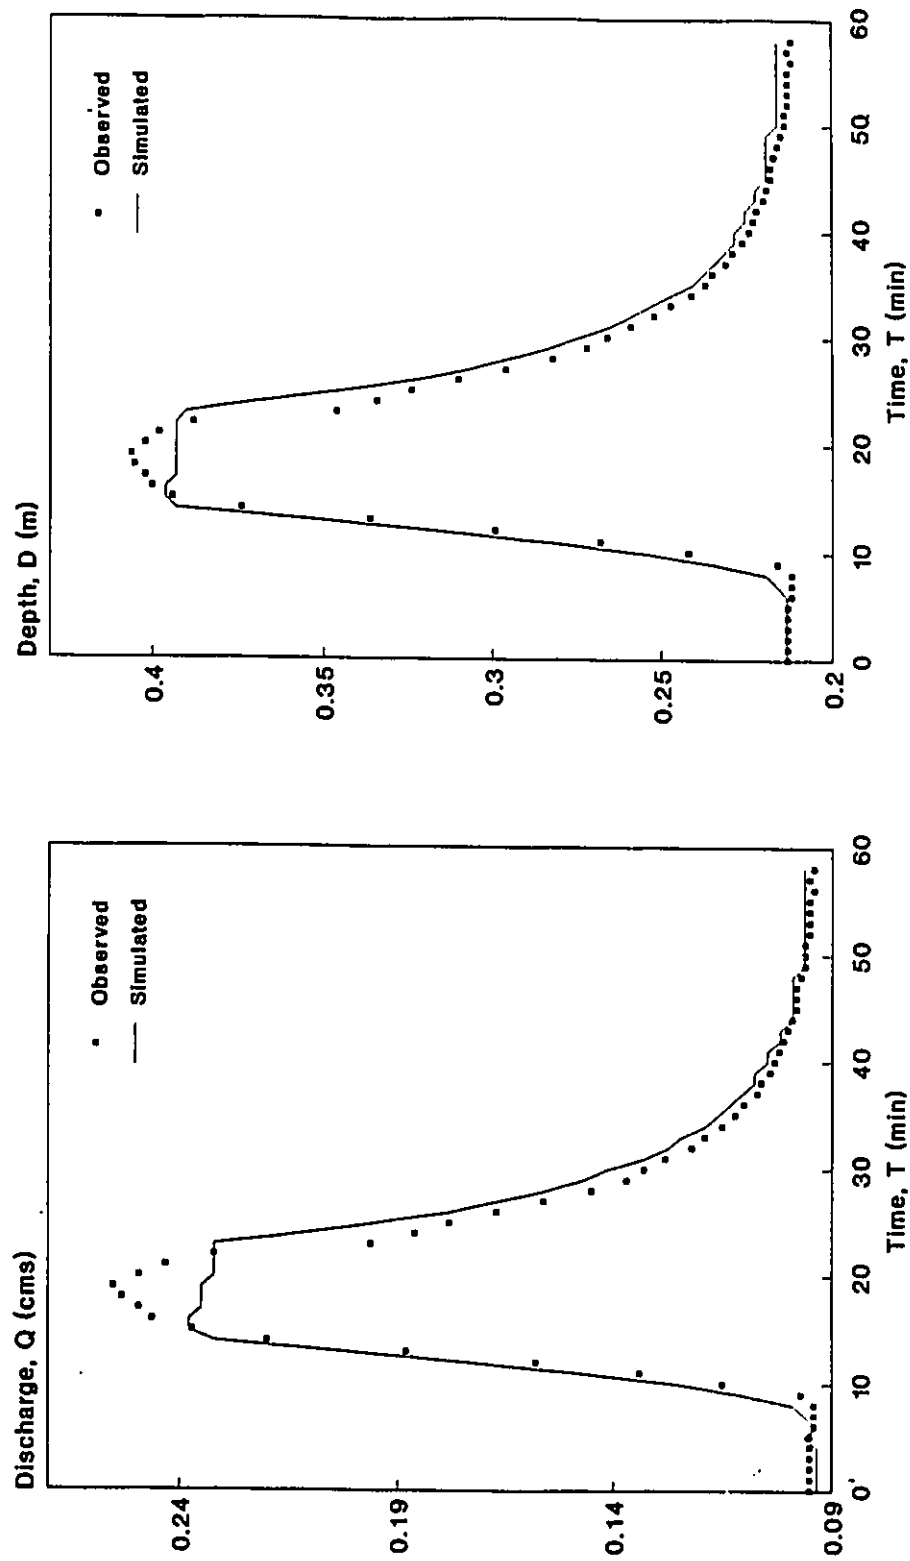 Discharge, Q (cms)
Observed
Simulated
0.24
0.19
0.14
0.09
0
10
20
30
40
50
60
Time, T (min)
Depth, D (m)
Observed
Simulated
0.4
0.35
0.3
0.25
0.2
0
10
20
30
40
50
60
Time, T (min)